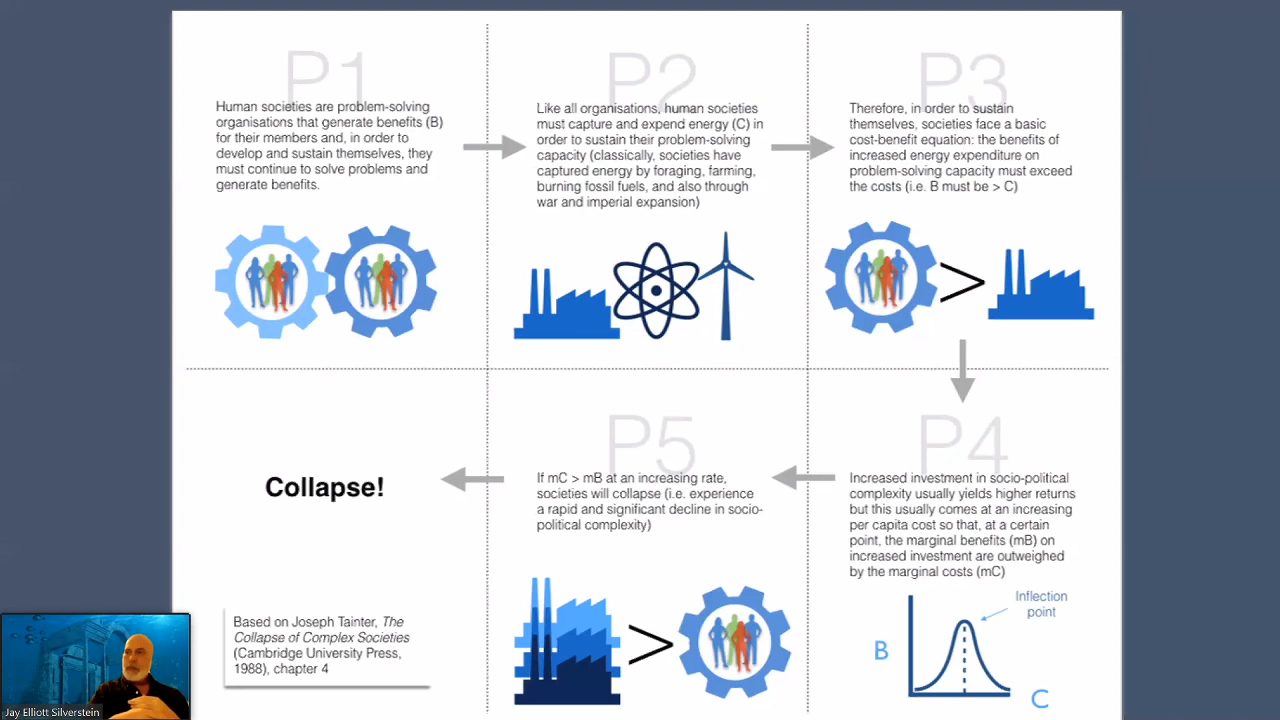 P1
Human societies are problem-solving
organisations that generate benefits (B)
for their members and, in order to
develop and sustain themselves, they
must continue to solve problems and
generate benefits.
P2
Like all organisations, human societies
must capture and expend energy (C) in
order to sustain their problem-solving
capacity (classically, societies have
captured energy by foraging, farming,
burning fossil fuels, and also through
war and imperial expansion)
P3
Therefore, in order to sustain
themselves, societies face a basic
cost-benefit equation: the benefits of
increased energy expenditure on
problem-solving capacity must exceed
the costs (i.e. B must be > C)
>
P4
Increased investment in socio-political
complexity usually yields higher returns
but this usually comes at an increasing
per capita cost so that, at a certain
point, the marginal benefits (mB) on
increased investment are outweighed
by the marginal costs (mC)
Inflection
point
B
C
P5
If mC > mB at an increasing rate,
societies will collapse (i.e. experience
a rapid and significant decline in socio-
political complexity)
>
Collapse!
Based on Joseph Tainter, The
Collapse of Complex Societies
(Cambridge University Press,
1988), chapter 4
Jay Elliott Silverstein